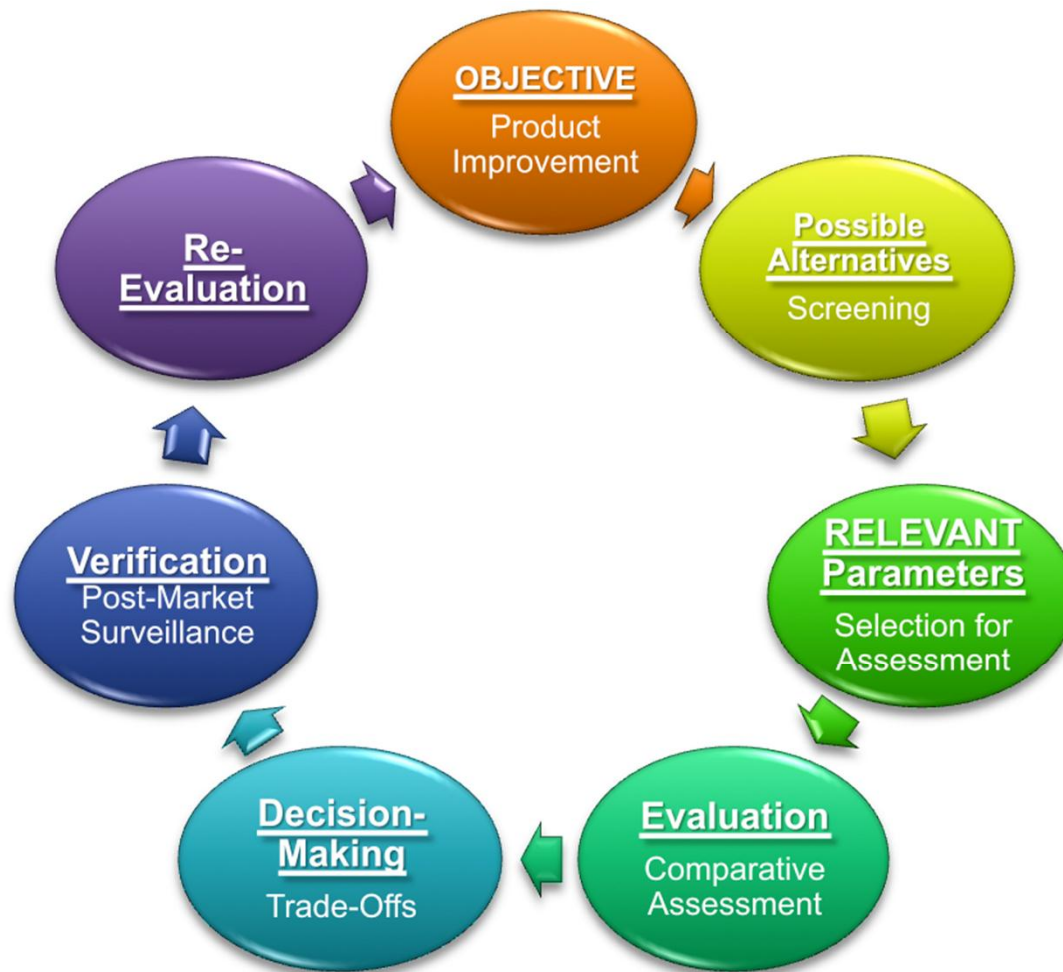 OBJECTIVE
Product
Improvement
Possible
Alternatives
Screening
RELEVANT
Parameters
Selection for
Assessment
Evaluation
Comparative
Assessment
Decision-
Making
Trade-Offs
Verification
Post-Market
Surveillance
Re-
Evaluation